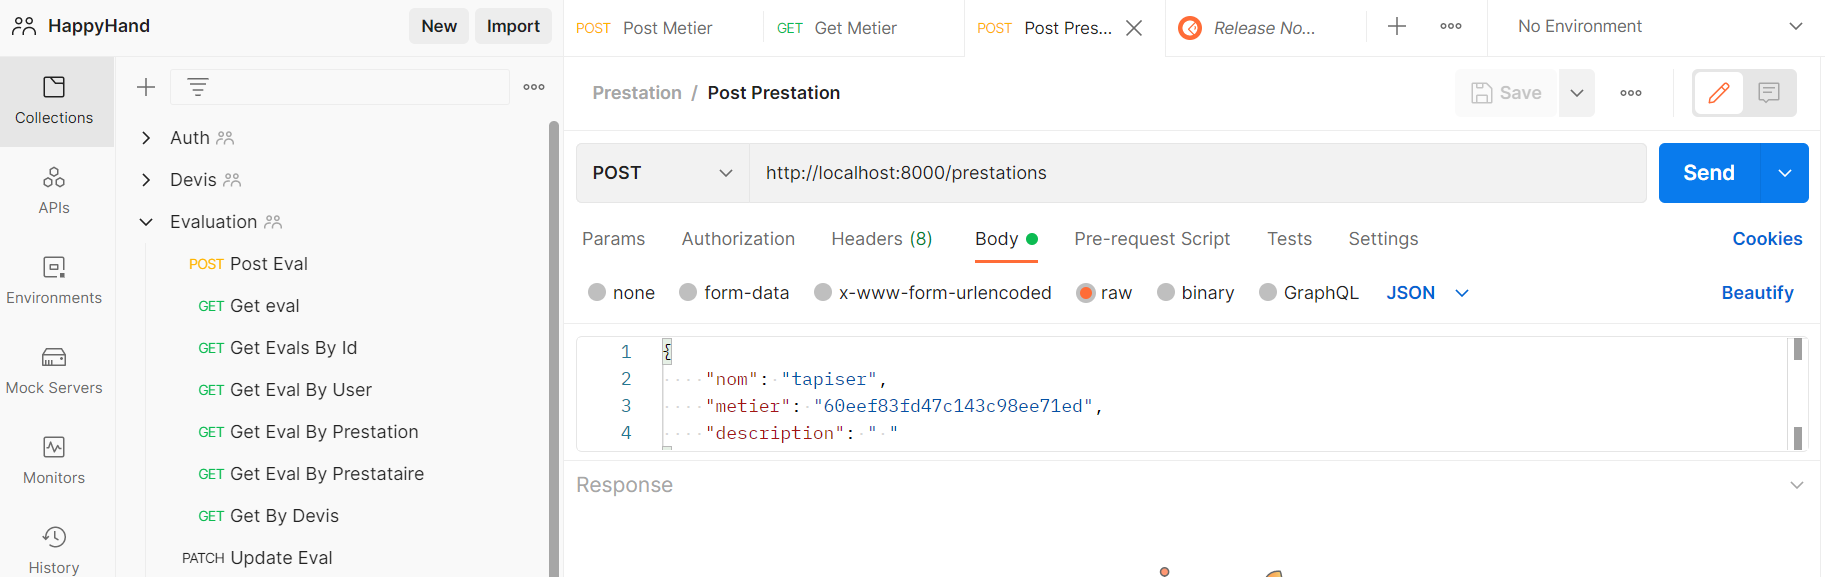 HappyHand
New
Import
POST Post Metier
GET Get Metier
POST Post Pres...
Release No...
No Environment
Collections
APIs
Environments
Mock Servers
Monitors
History
Auth
Devis
Evaluation
POST Post Eval
GET Get eval
GET Get Evals By Id
GET Get Eval By User
GET Get Eval By Prestation
GET Get Eval By Prestataire
GET Get By Devis
PATCH Update Eval
Prestation / Post Prestation
Save
POST
http://localhost:8000/prestations
Send
Params
Authorization
Headers (8)
Body
Pre-request Script
Tests
Settings
Cookies
none
form-data
x-www-form-urlencoded
raw
binary
GraphQL
JSON
Beautify
1 {
2 "nom": "tapiser",
3 "metier": "60eef83fd47c143c98ee71ed",
4 "description": " "
Response